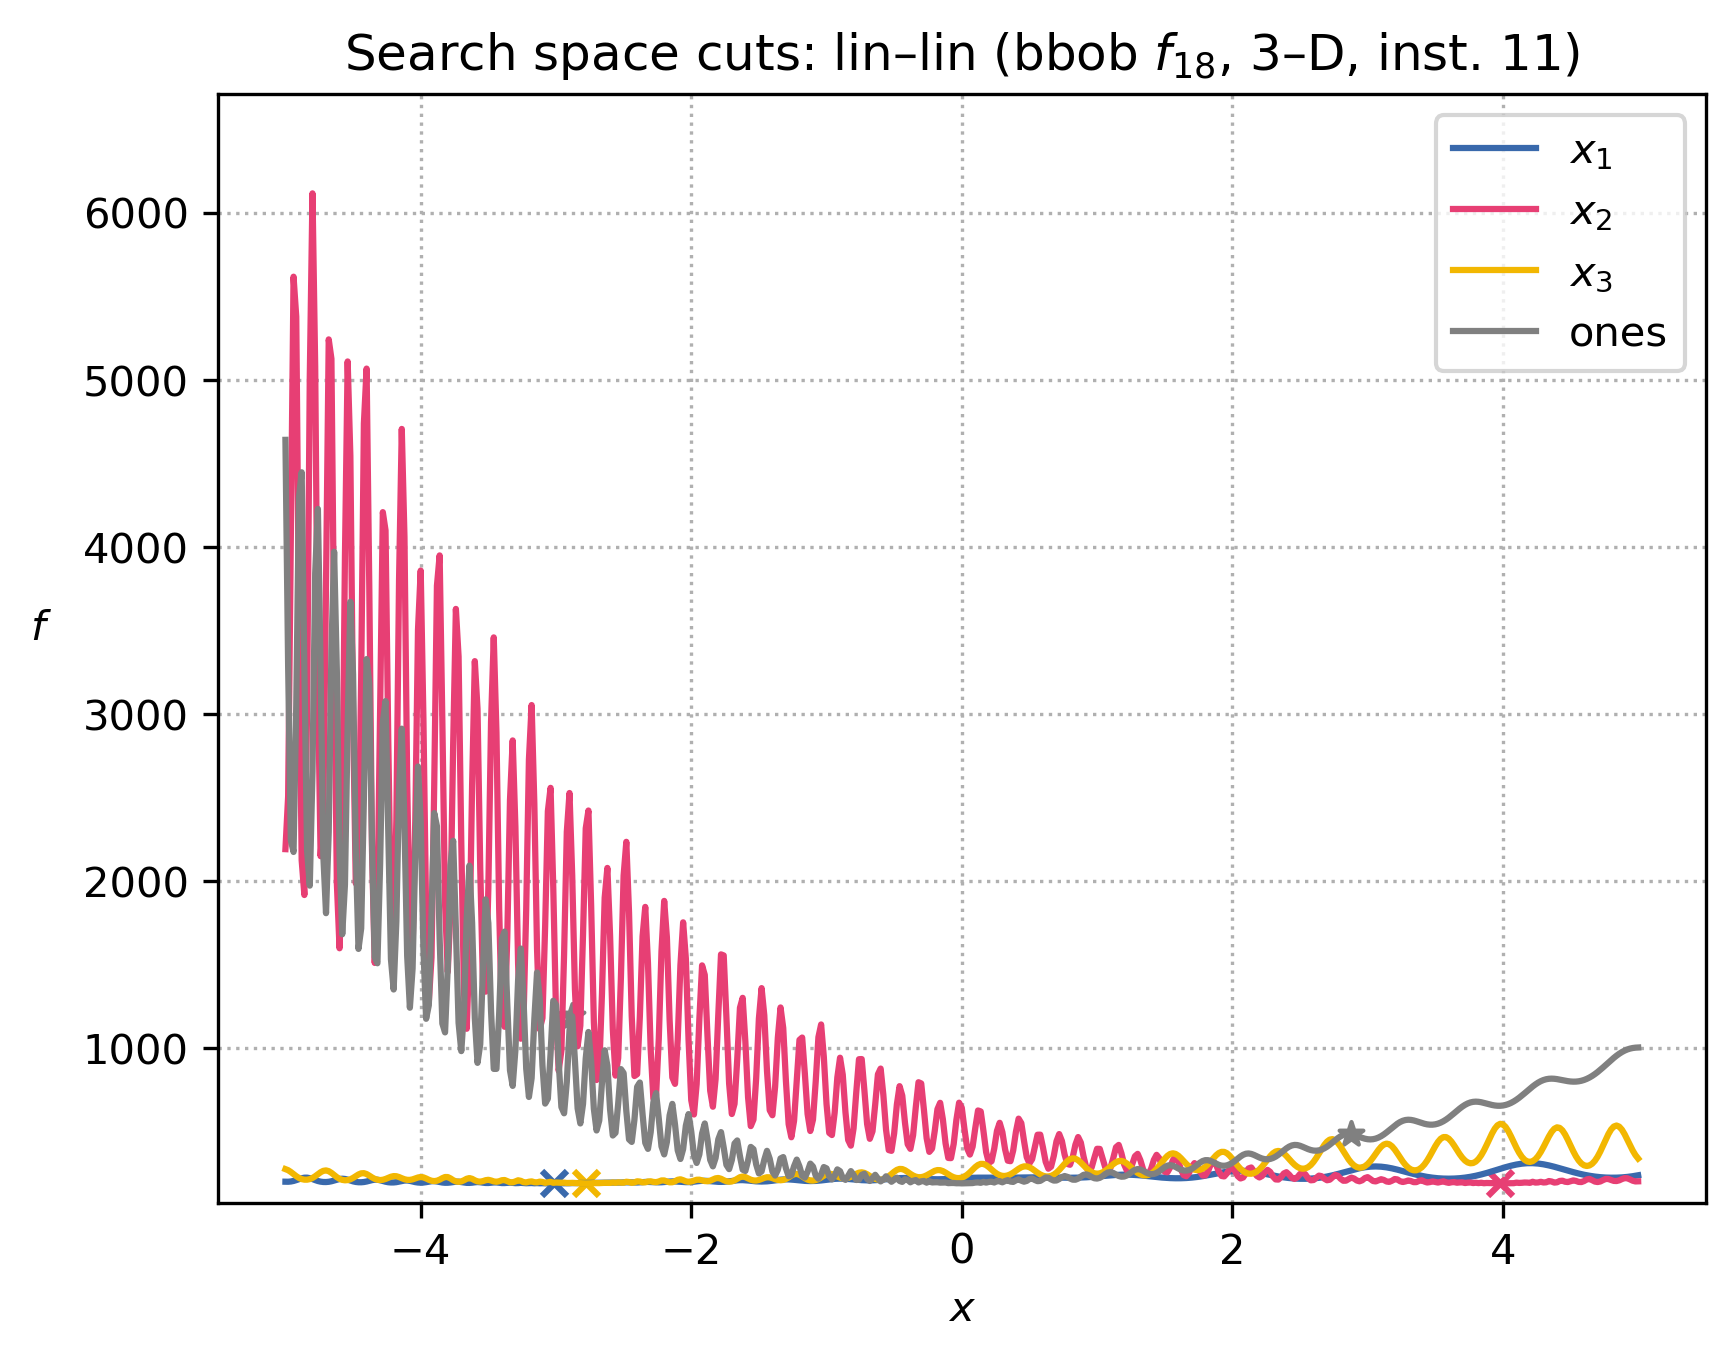 Search space cuts: lin–lin (bbob f₁₈, 3–D, inst. 11)
x₁
x₂
x₃
ones
6000
5000
4000
3000
2000
1000
f
−4
−2
0
2
4
x